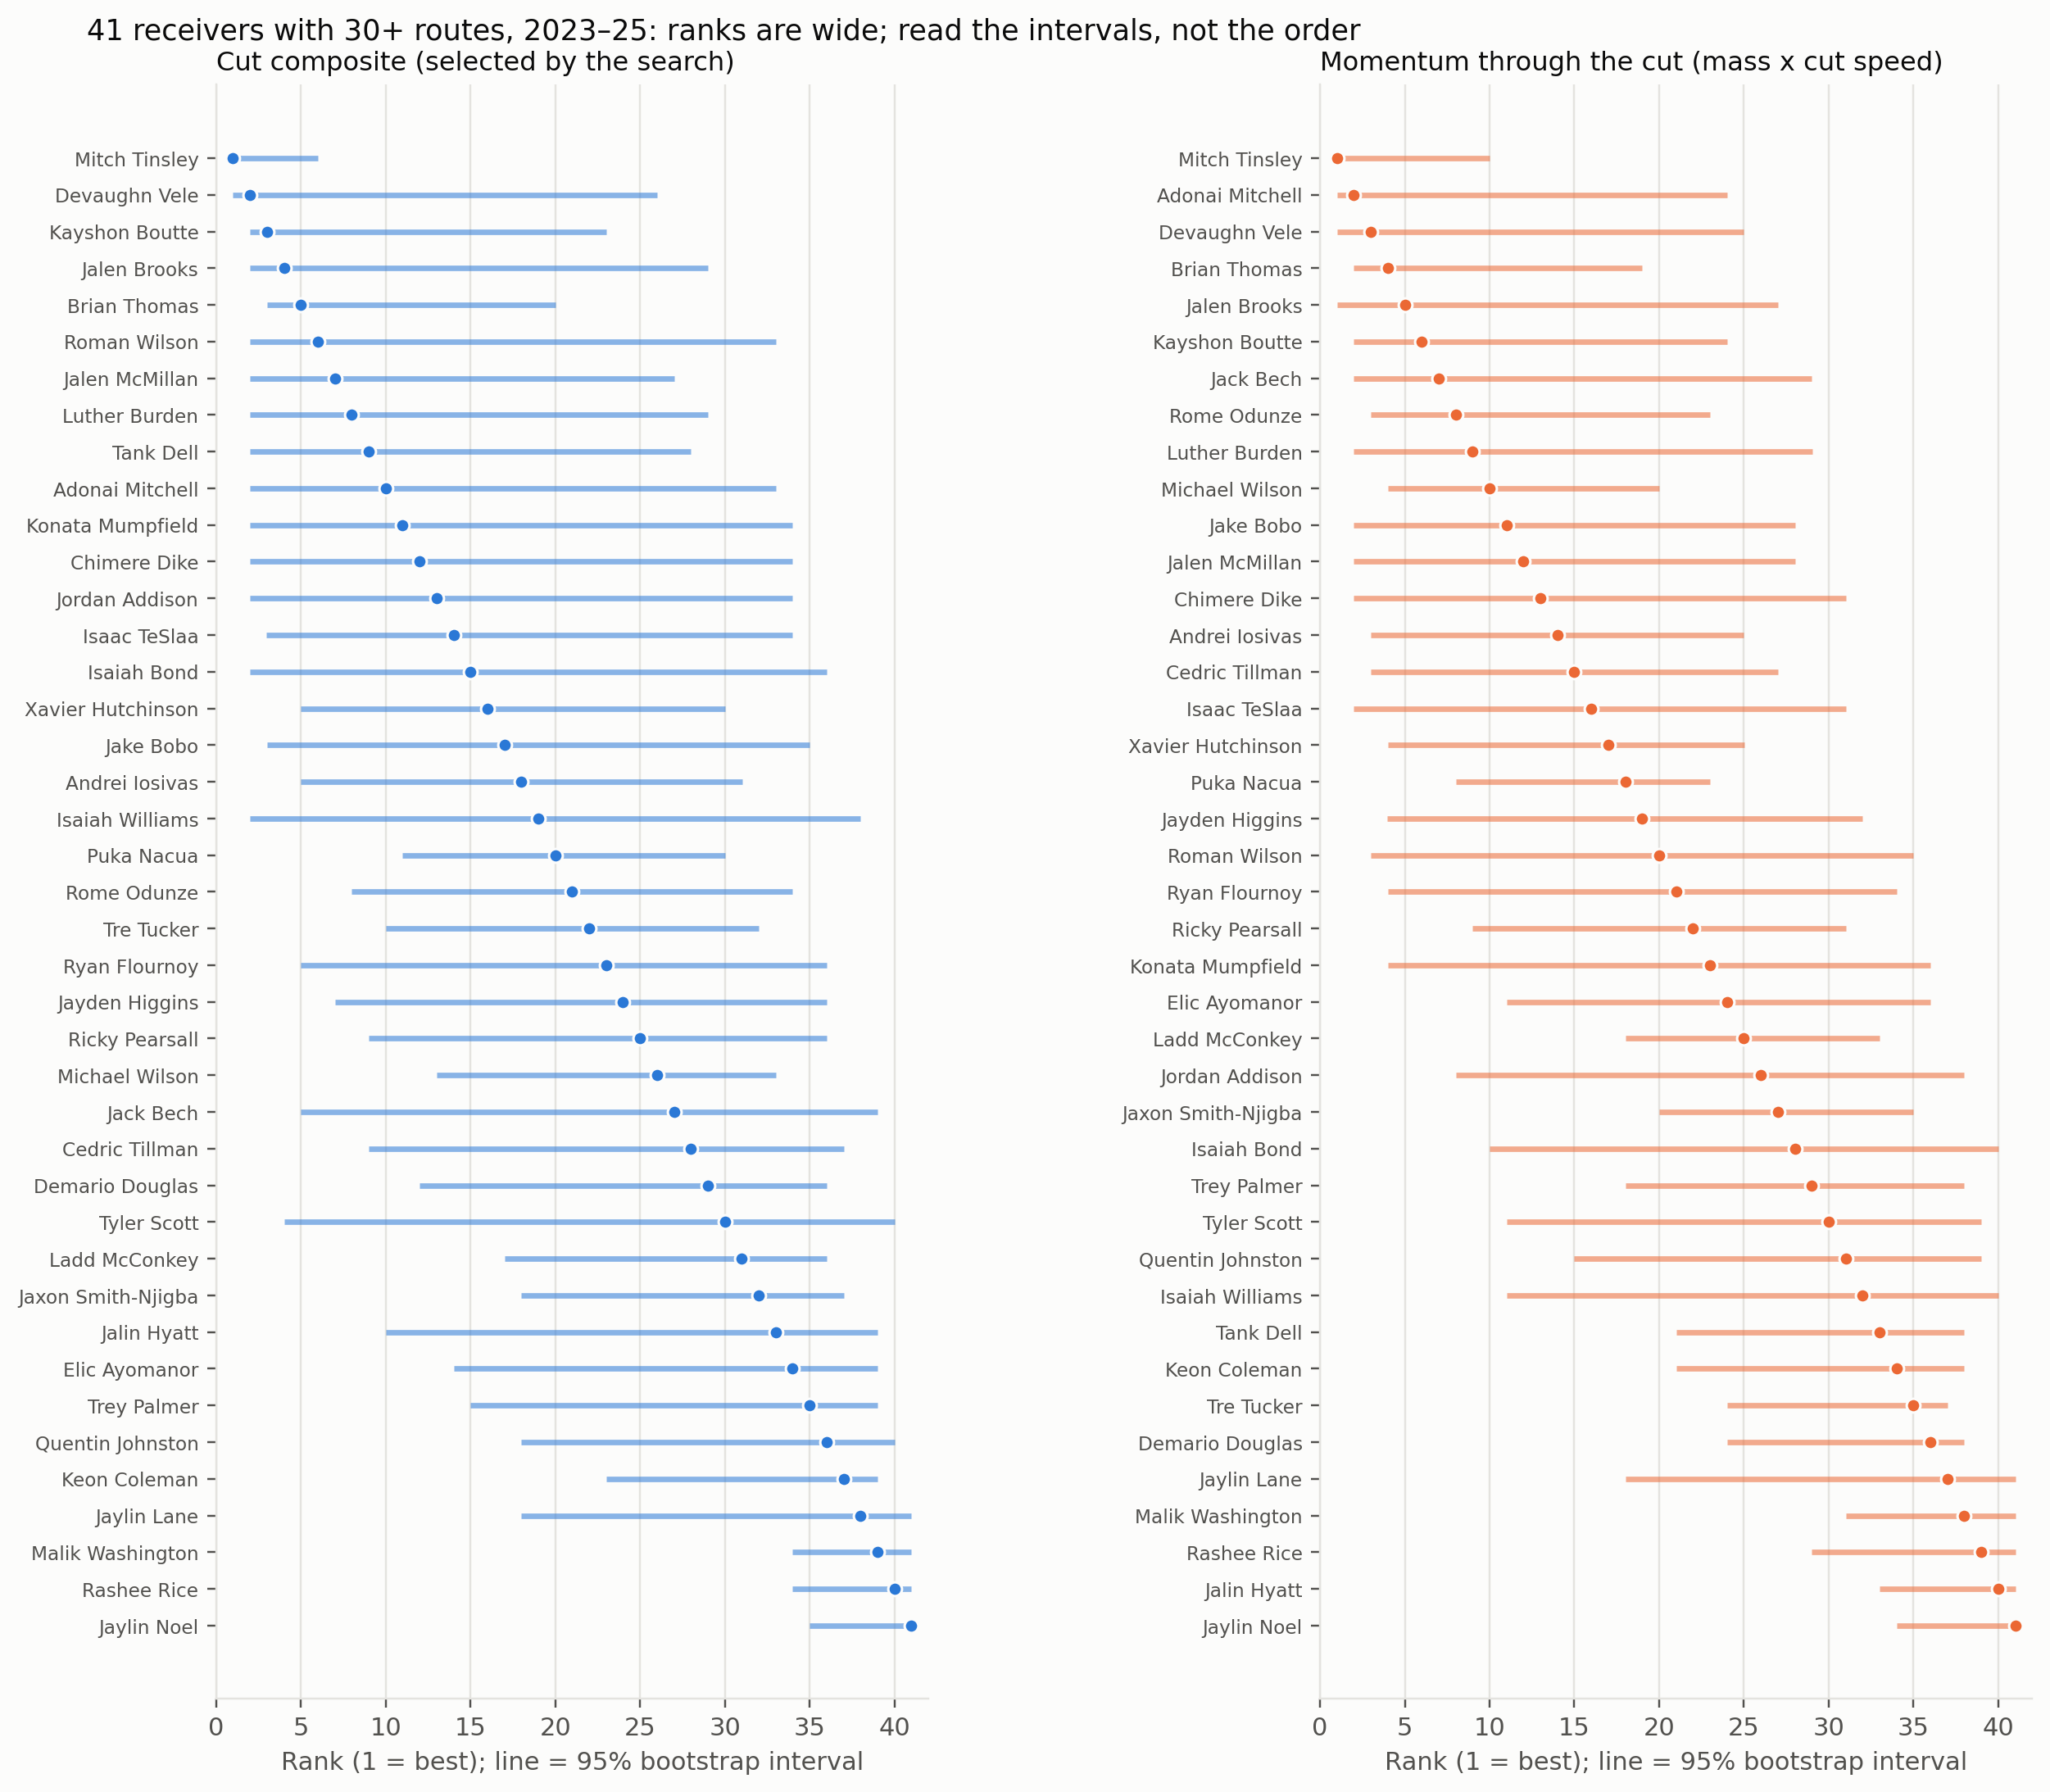 41 receivers with 30+ routes, 2023–25: ranks are wide; read the intervals, not the order
Cut composite (selected by the search)
Mitch Tinsley
Devaughn Vele
Kayshon Boutte
Jalen Brooks
Brian Thomas
Roman Wilson
Jalen McMillan
Luther Burden
Tank Dell
Adonai Mitchell
Konata Mumpfield
Chimere Dike
Jordan Addison
Isaac TeSlaa
Isaiah Bond
Xavier Hutchinson
Jake Bobo
Andrei Iosivas
Isaiah Williams
Puka Nacua
Rome Odunze
Tre Tucker
Ryan Flournoy
Jayden Higgins
Ricky Pearsall
Michael Wilson
Jack Bech
Cedric Tillman
Demario Douglas
Tyler Scott
Ladd McConkey
Jaxon Smith-Njigba
Jalin Hyatt
Elic Ayomanor
Trey Palmer
Quentin Johnston
Keon Coleman
Jaylin Lane
Malik Washington
Rashee Rice
Jaylin Noel
0 5 10 15 20 25 30 35 40
Rank (1 = best); line = 95% bootstrap interval
Momentum through the cut (mass x cut speed)
Mitch Tinsley
Adonai Mitchell
Devaughn Vele
Brian Thomas
Jalen Brooks
Kayshon Boutte
Jack Bech
Rome Odunze
Luther Burden
Michael Wilson
Jake Bobo
Jalen McMillan
Chimere Dike
Andrei Iosivas
Cedric Tillman
Isaac TeSlaa
Xavier Hutchinson
Puka Nacua
Jayden Higgins
Roman Wilson
Ryan Flournoy
Ricky Pearsall
Konata Mumpfield
Elic Ayomanor
Ladd McConkey
Jordan Addison
Jaxon Smith-Njigba
Isaiah Bond
Trey Palmer
Tyler Scott
Quentin Johnston
Isaiah Williams
Tank Dell
Keon Coleman
Tre Tucker
Demario Douglas
Jaylin Lane
Malik Washington
Rashee Rice
Jalin Hyatt
Jaylin Noel
0 5 10 15 20 25 30 35 40
Rank (1 = best); line = 95% bootstrap interval